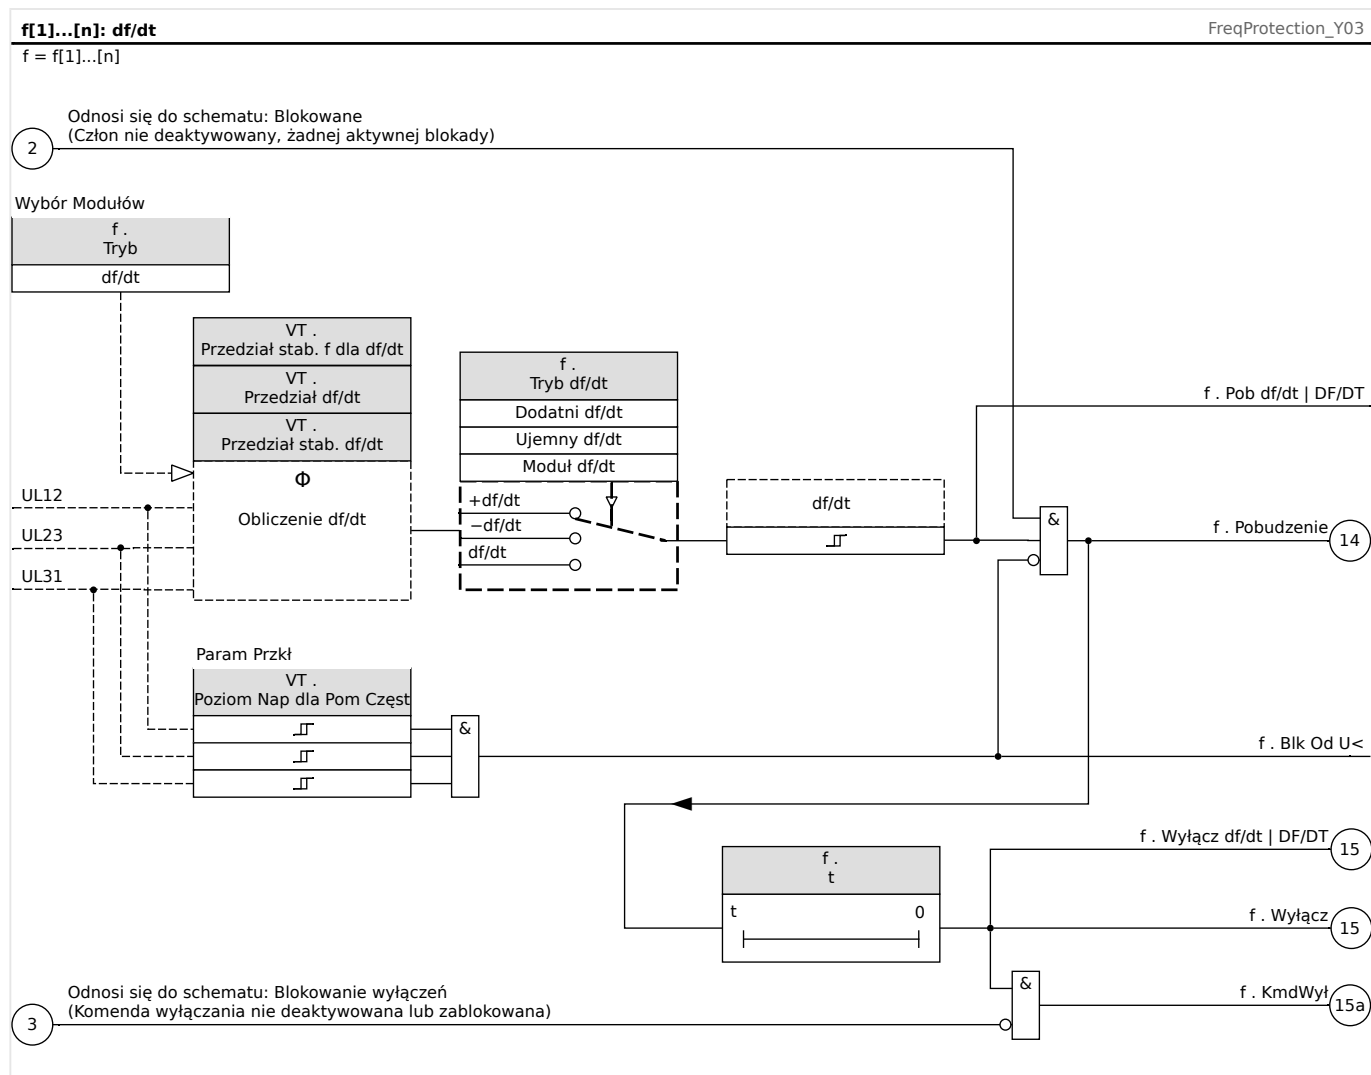 f[1]...[n]: df/dt
FreqProtection_Y03
f = f[1]...[n]
Odnosi się do schematu: Blokowane
(Człon nie deaktywowany, żadnej aktywnej blokady)
2
Wybór Modułów
f .
Tryb
df/dt
VT .
Przedział stab. f dla df/dt
VT .
Przedział df/dt
VT .
Przedział stab. df/dt
Φ
Obliczenie df/dt
f .
Tryb df/dt
Dodatni df/dt
Ujemny df/dt
Moduł df/dt
+df/dt
−df/dt
df/dt
df/dt
f . Pob df/dt | DF/DT
UL12
UL23
UL31
&
f . Pobudzenie
14
Param Przkł
VT .
Poziom Nap dla Pom Częst
&
f . Blk Od U<
f .
t
t
0
f . Wyłącz df/dt | DF/DT
15
f . Wyłącz
15
&
f . KmdWył
15a
Odnosi się do schematu: Blokowanie wyłączeń
(Komenda wyłączania nie deaktywowana lub zablokowana)
3